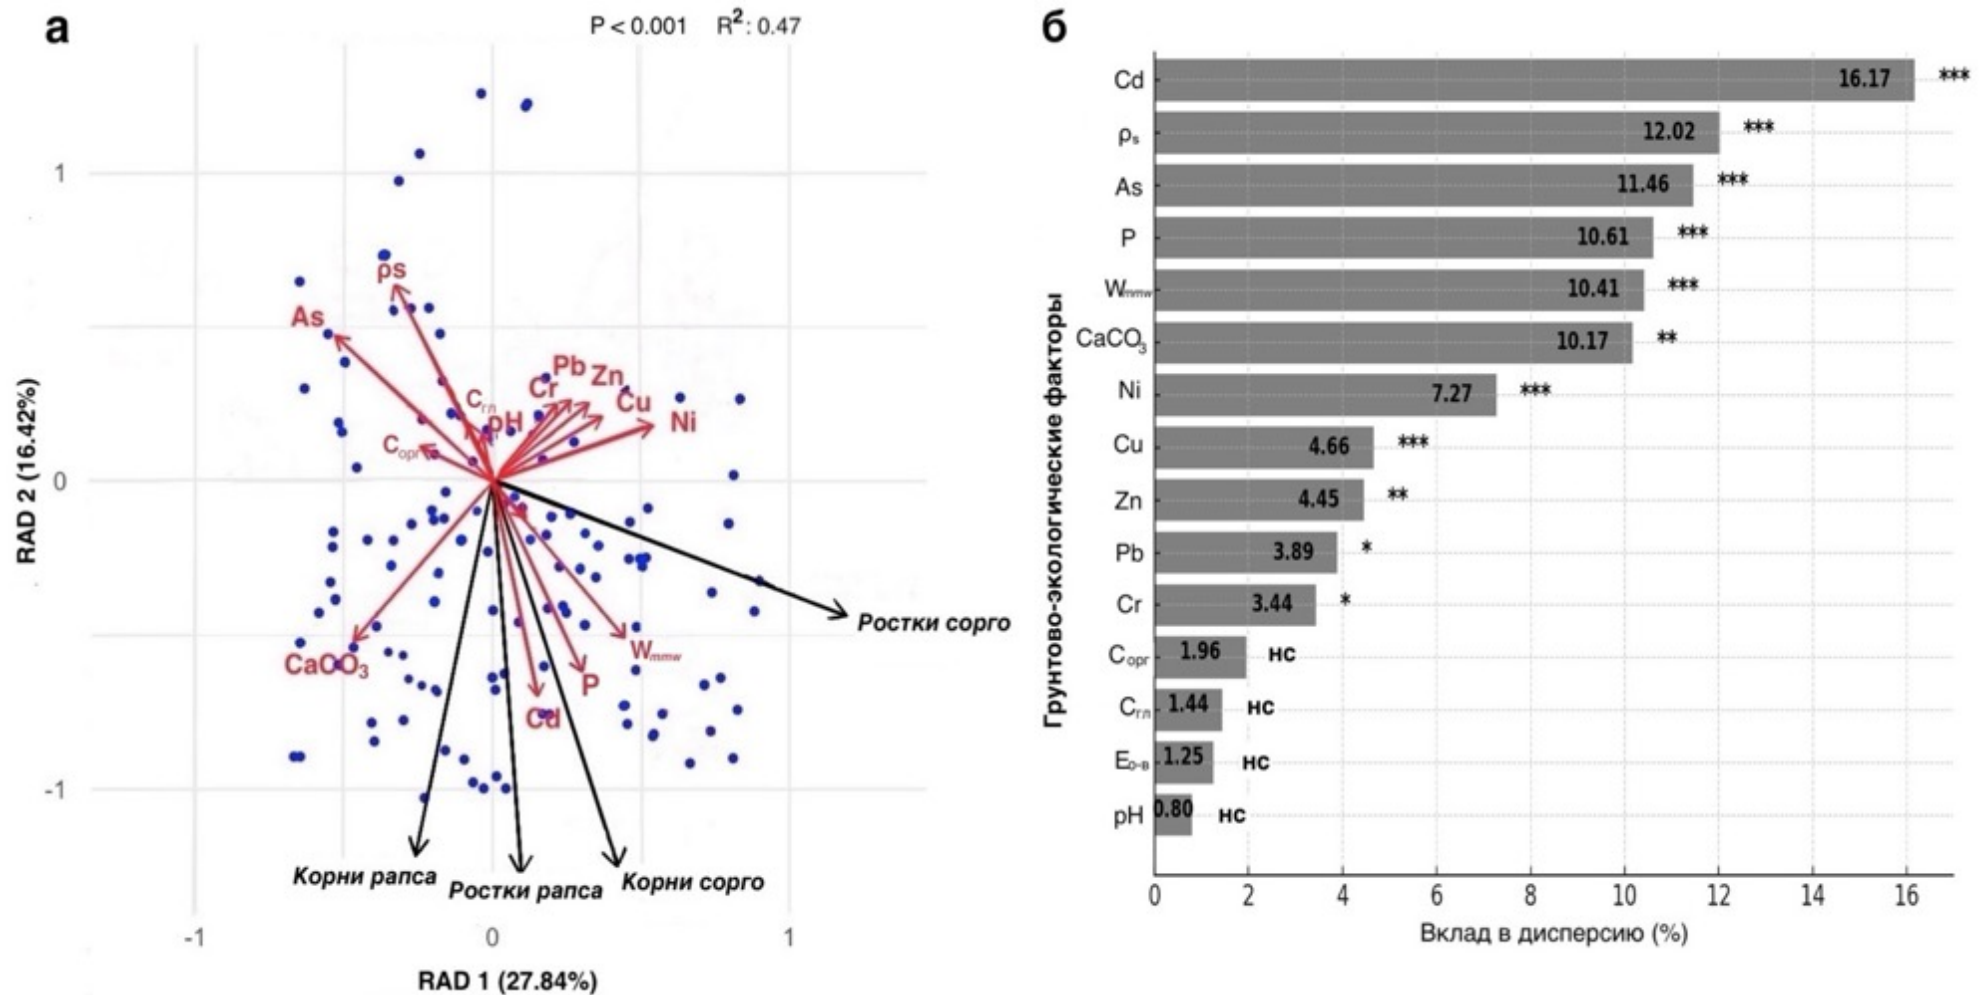 а
P < 0.001 R²: 0.47
RAD 2 (16.42%)
1
0
-1
ρs
As
Pb
Zn
Cr
Cu
Ni
Cгл
pH
Cорг
CaCO₃
Wmmw
P
Cd
Ростки сорго
Корни рапса
Ростки рапса
Корни сорго
-1 0 1
RAD 1 (27.84%)
б
Грунтово-экологические факторы
Cd 16.17 ***
ρs 12.02 ***
As 11.46 ***
P 10.61 ***
Wmmw 10.41 ***
CaCO₃ 10.17 **
Ni 7.27 ***
Cu 4.66 ***
Zn 4.45 **
Pb 3.89 *
Cr 3.44 *
Cорг 1.96 нс
Cгл 1.44 нс
Eо-в 1.25 нс
pH 0.80 нс
0 2 4 6 8 10 12 14 16
Вклад в дисперсию (%)